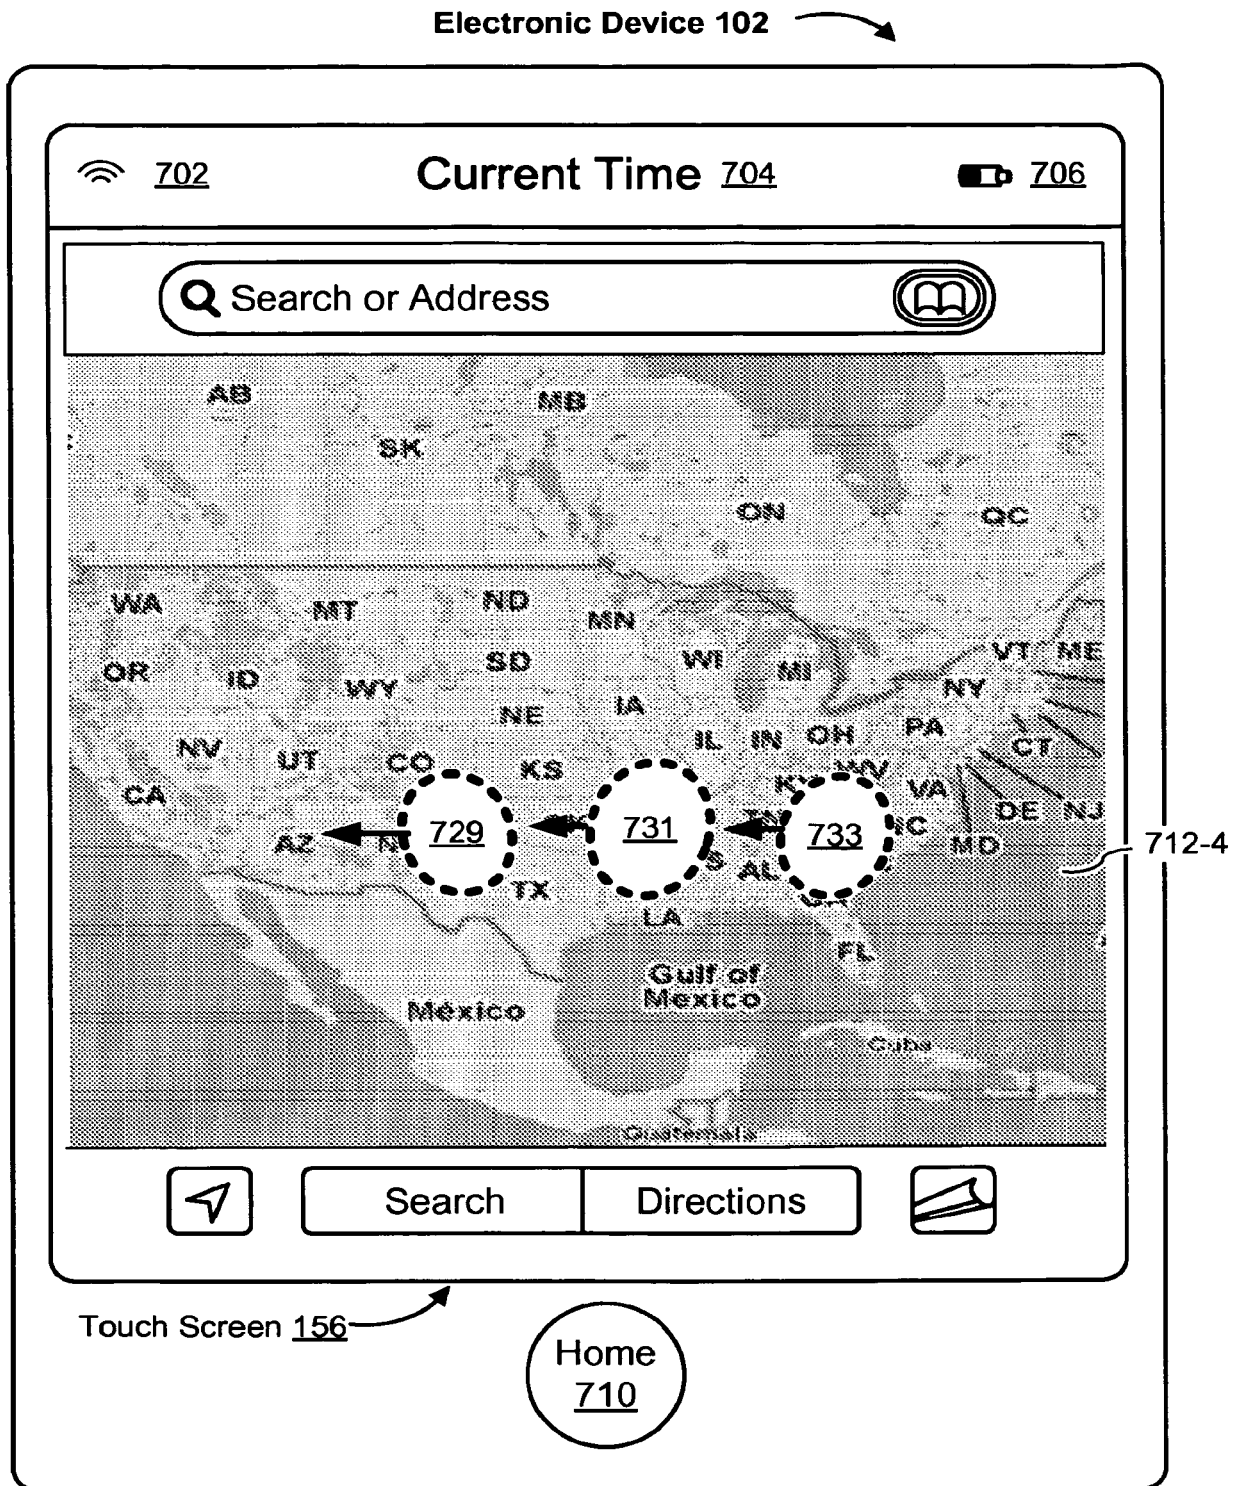 Electronic Device 102
702
Current Time 704
706
Search or Address
AB
MB
SK
ON
QC
WA
MT
ND
MN
OR
ID
WY
SD
WI
MI
VT
ME
NY
NE
IA
NV
UT
CO
KS
IL
IN
OH
PA
CT
CA
WV
VA
DE
NJ
AZ
729
731
733
MD
712-4
AL
TX
LA
FL
Gulf of
Mexico
México
Cuba
Guatemala
Search
Directions
Touch Screen 156
Home
710